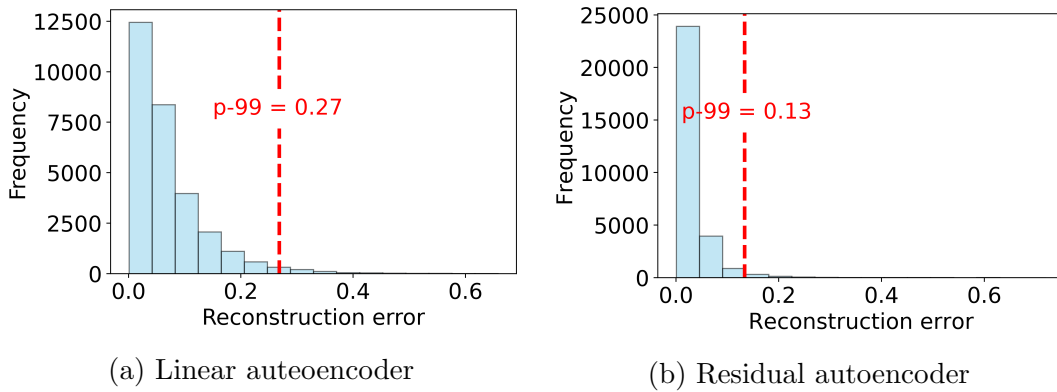 12500
10000
7500
5000
2500
0
Frequency
p-99 = 0.27
0.0 0.2 0.4 0.6
Reconstruction error
(a) Linear auteoencoder
25000
20000
15000
10000
5000
0
Frequency
p-99 = 0.13
0.0 0.2 0.4 0.6
Reconstruction error
(b) Residual autoencoder